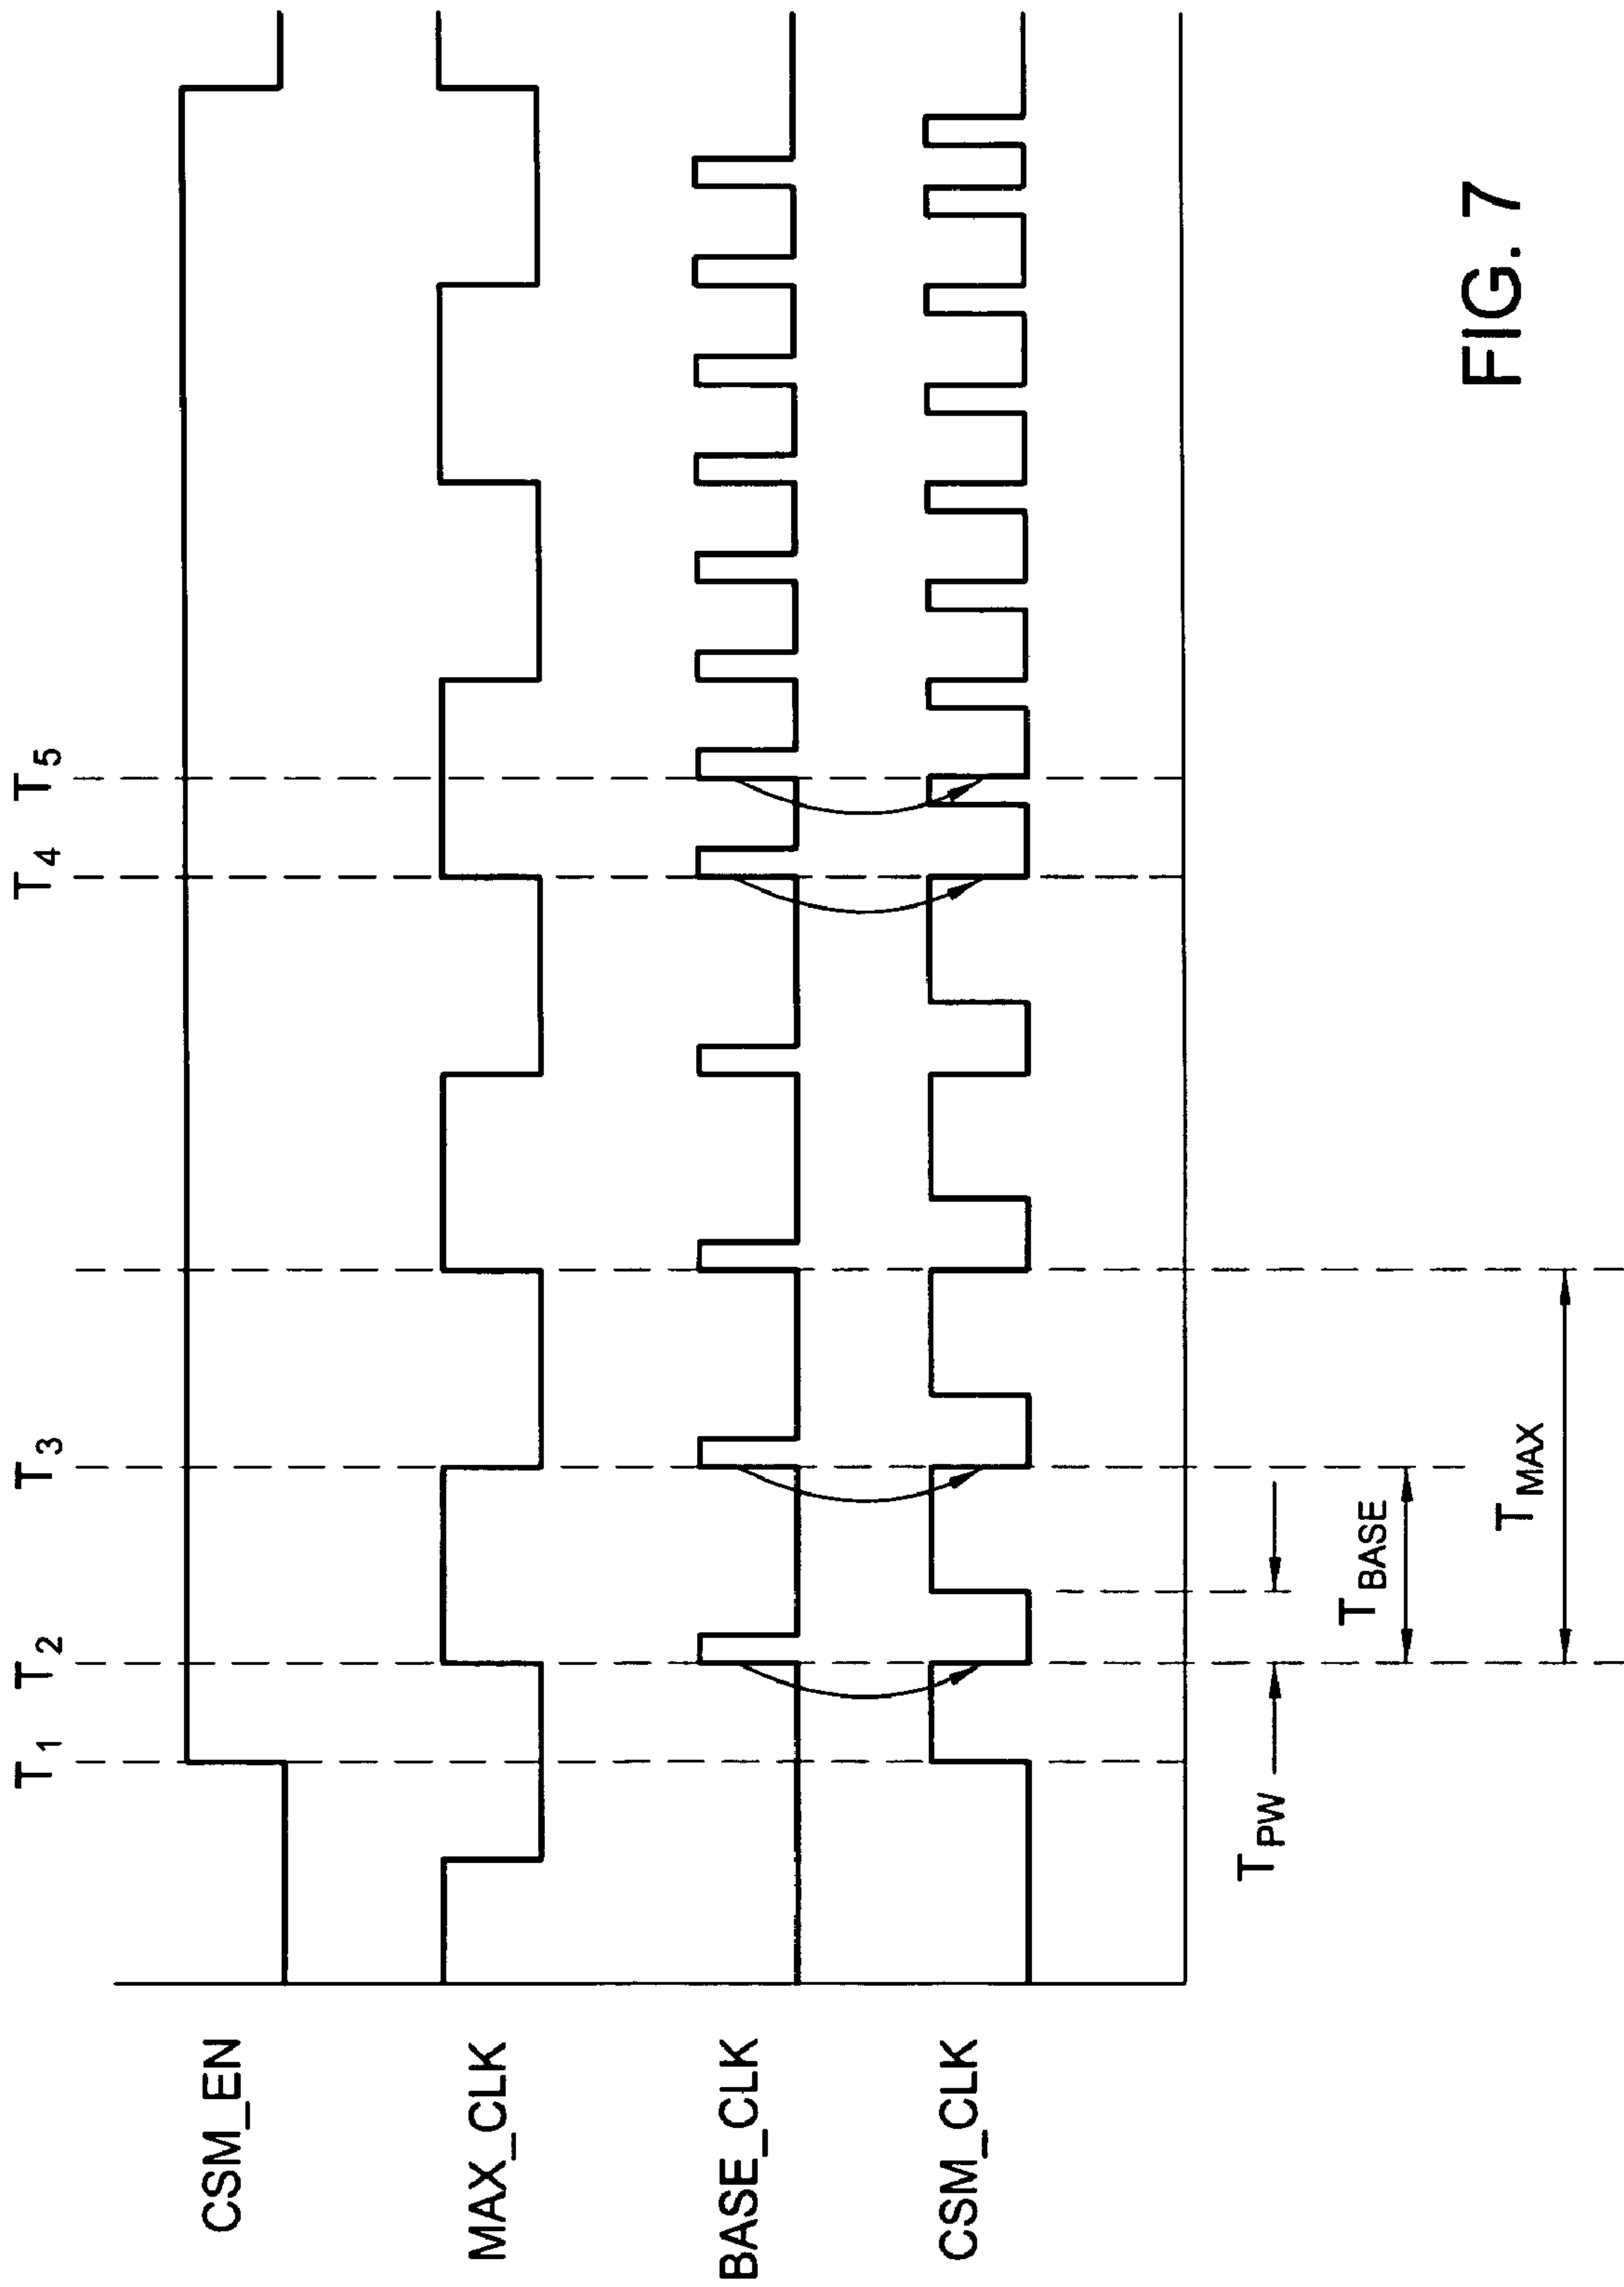 T1 T2 T3 T4 T5
CSM_EN
MAX_CLK
BASE_CLK
CSM_CLK
TPW
TBASE
TMAX
FIG. 7